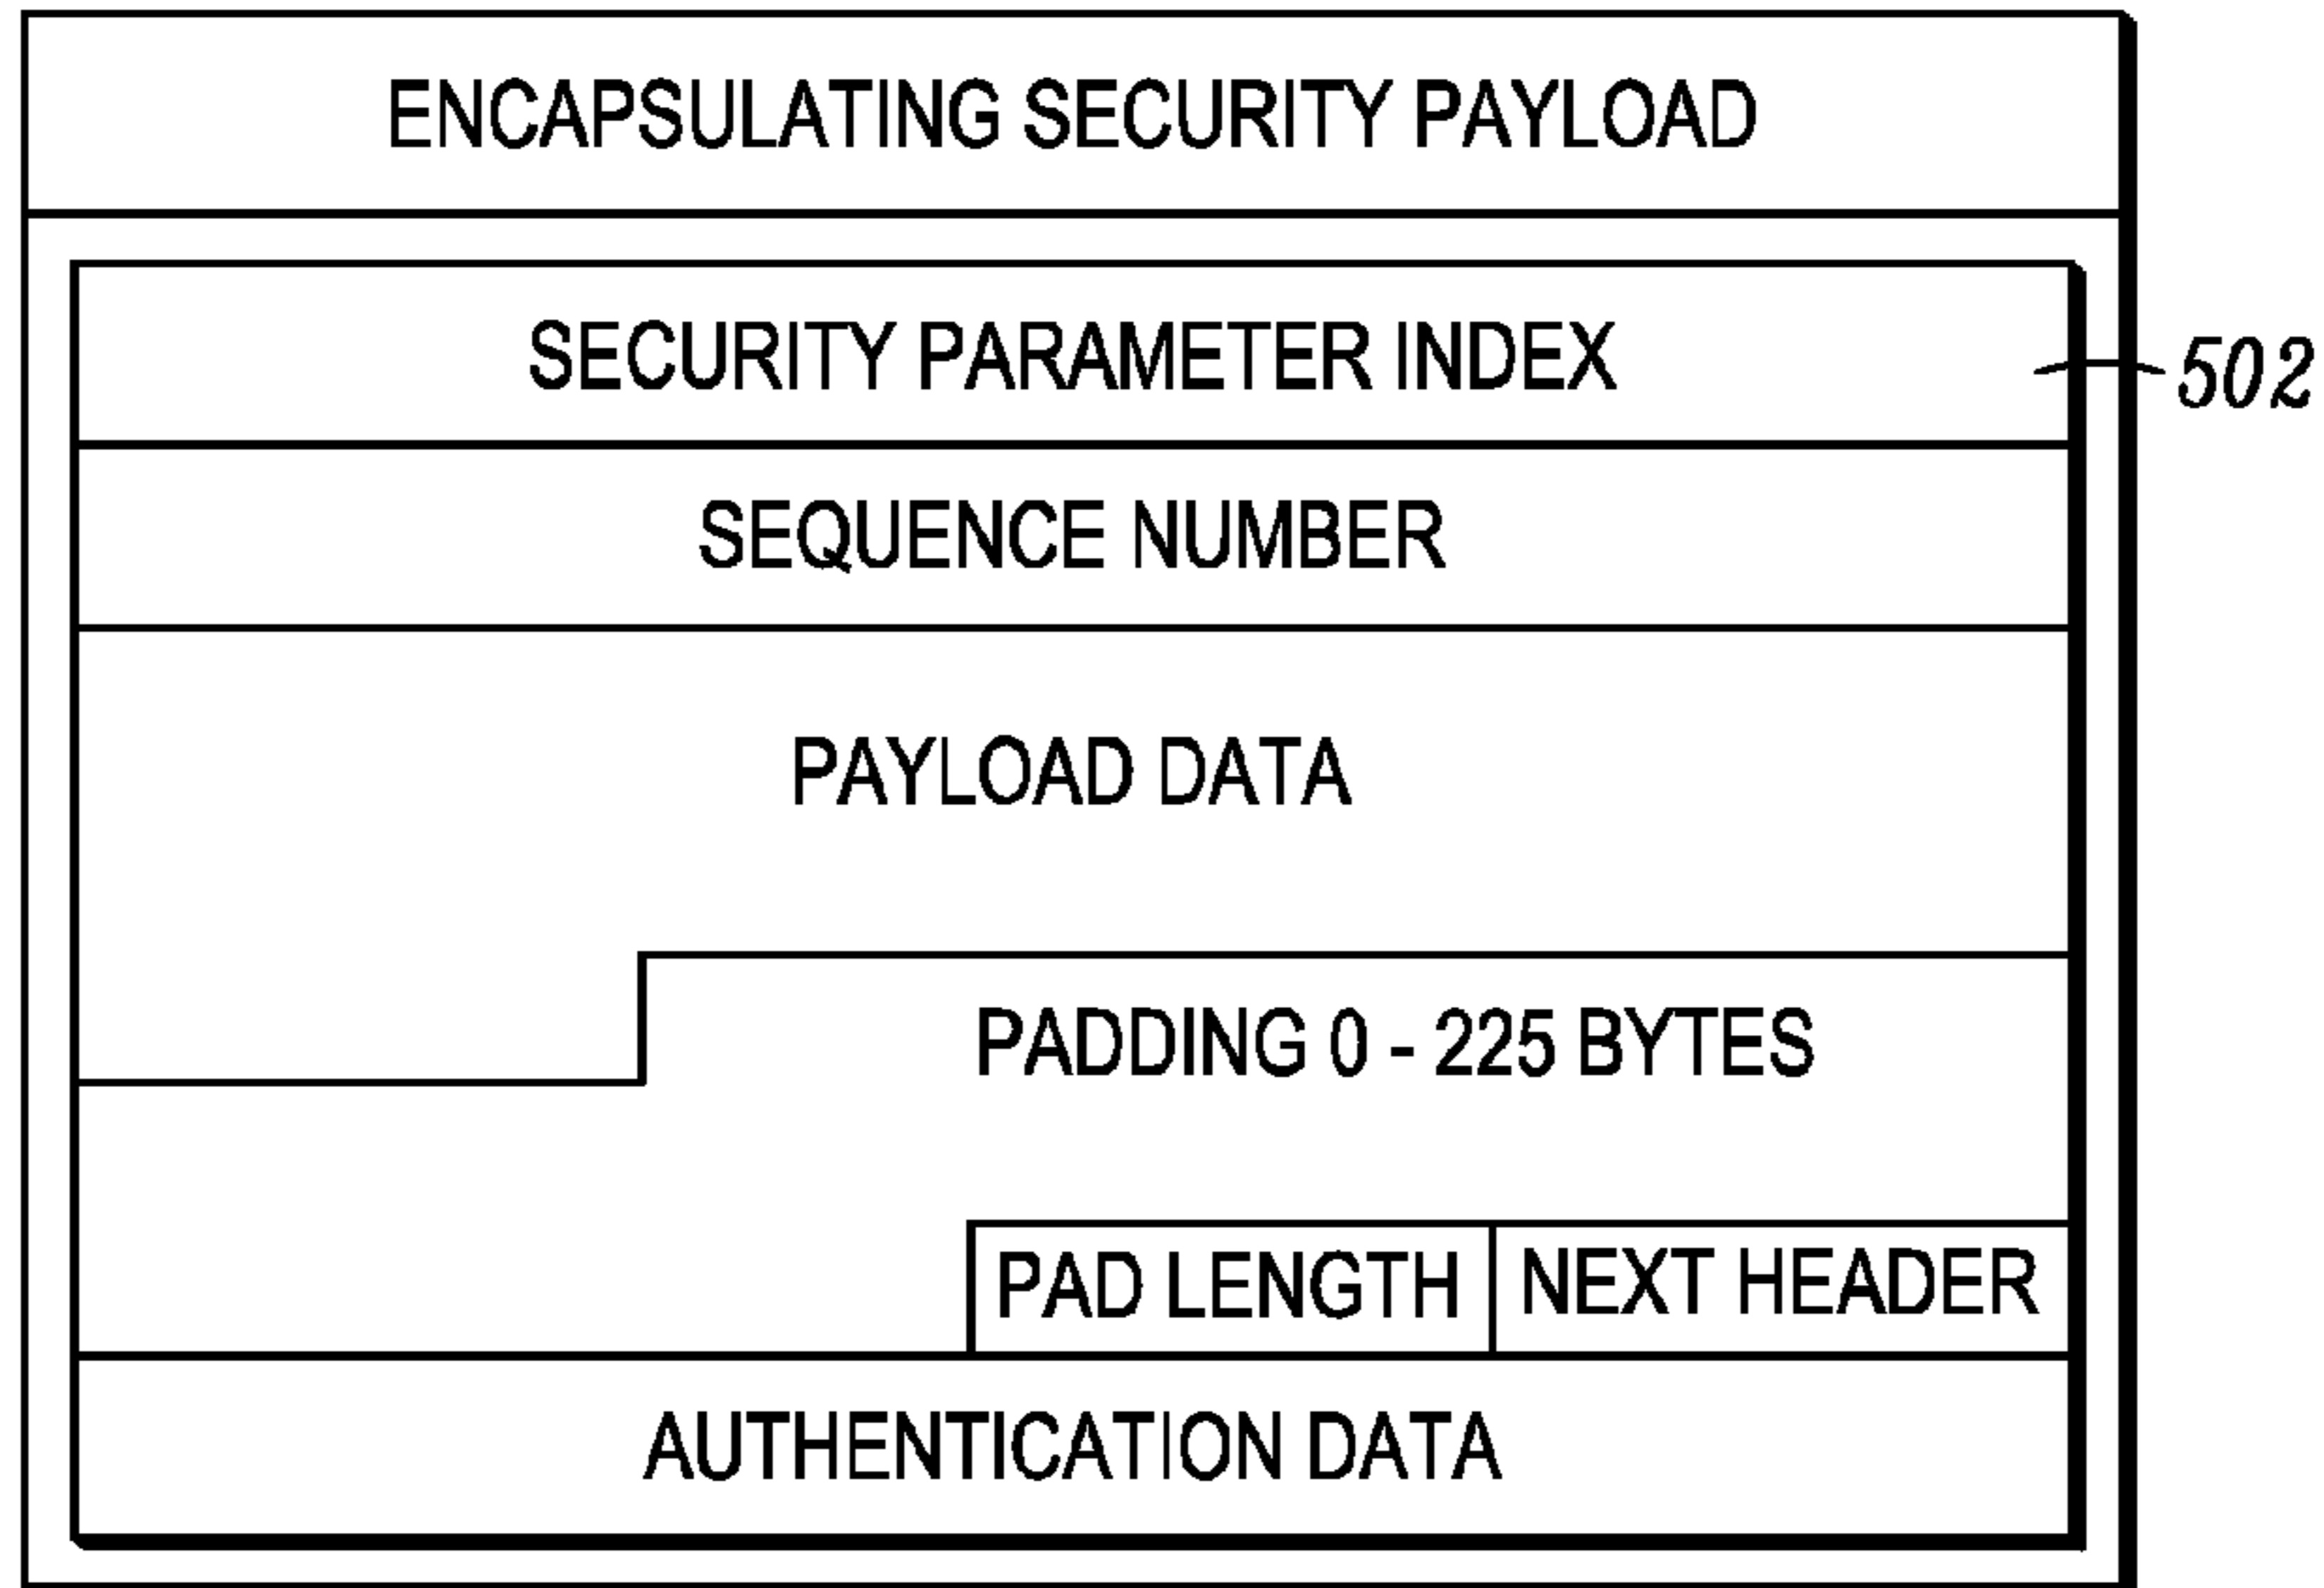 ENCAPSULATING SECURITY PAYLOAD
SECURITY PARAMETER INDEX
502
SEQUENCE NUMBER
PAYLOAD DATA
PADDING 0 - 225 BYTES
PAD LENGTH NEXT HEADER
AUTHENTICATION DATA